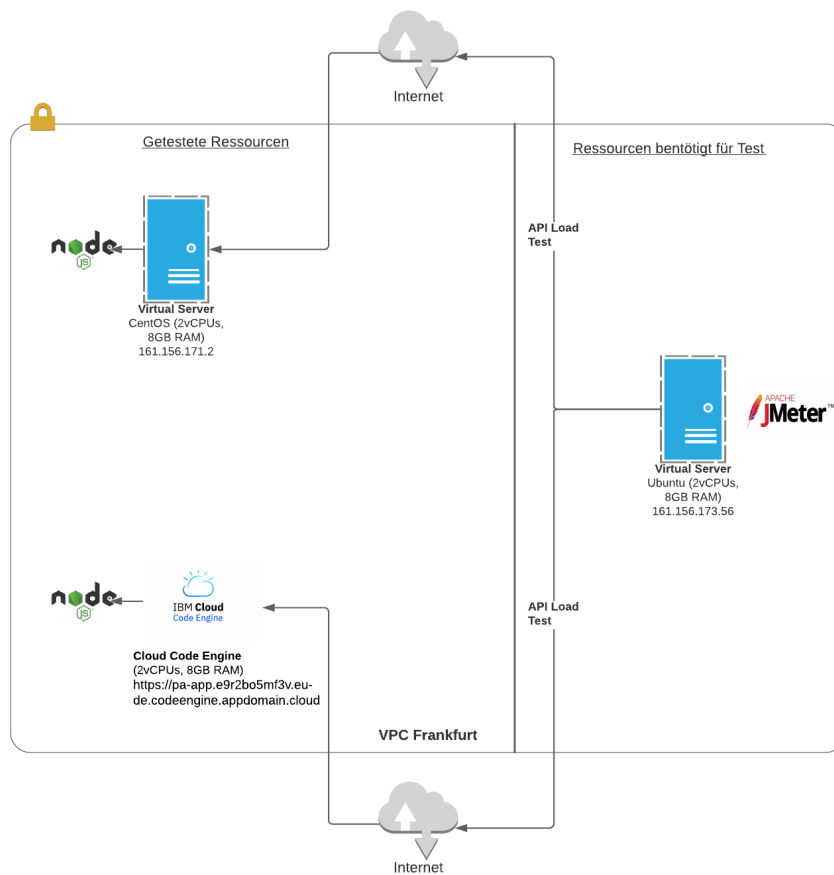 Internet
Getestete Ressourcen
Ressourcen bentötigt für Test
API Load
Test
node
JS
Virtual Server
CentOS (2vCPUs,
8GB RAM)
161.156.171.2
APACHE
JMeter™
Virtual Server
Ubuntu (2vCPUs,
8GB RAM)
161.156.173.56
node
JS
IBM Cloud
Code Engine
API Load
Test
Cloud Code Engine
(2vCPUs, 8GB RAM)
https://pa-app.e9r2bo5mf3v.eu-
de.codeengine.appdomain.cloud
VPC Frankfurt
Internet